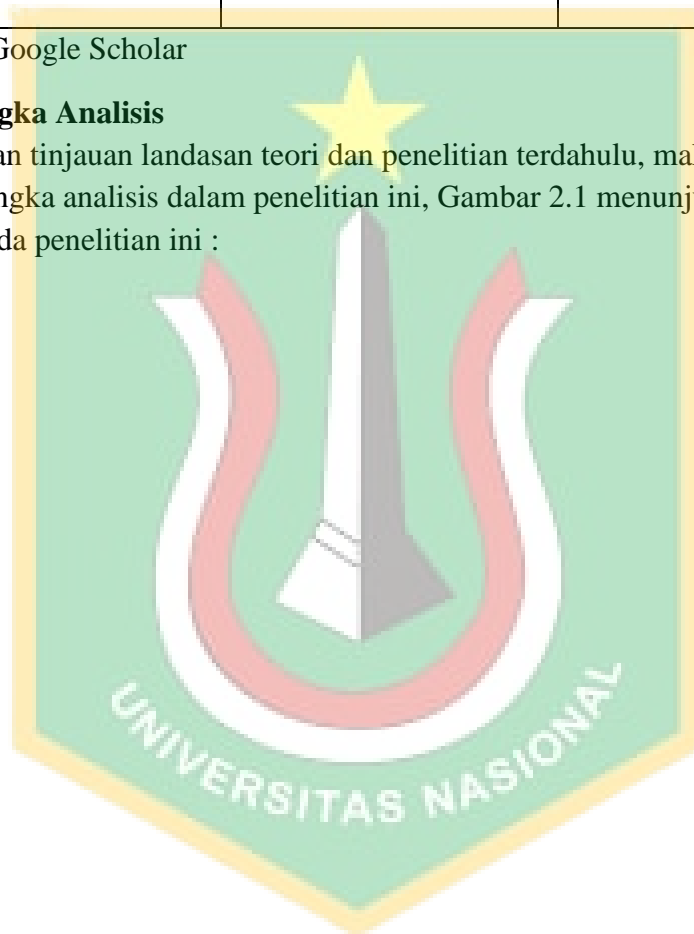 Google Scholar
gka Analisis
an tinjauan landasan teori dan penelitian terdahulu, mal
ngka analisis dalam penelitian ini, Gambar 2.1 menunj
da penelitian ini :
UNIVERSITAS NASIONAL